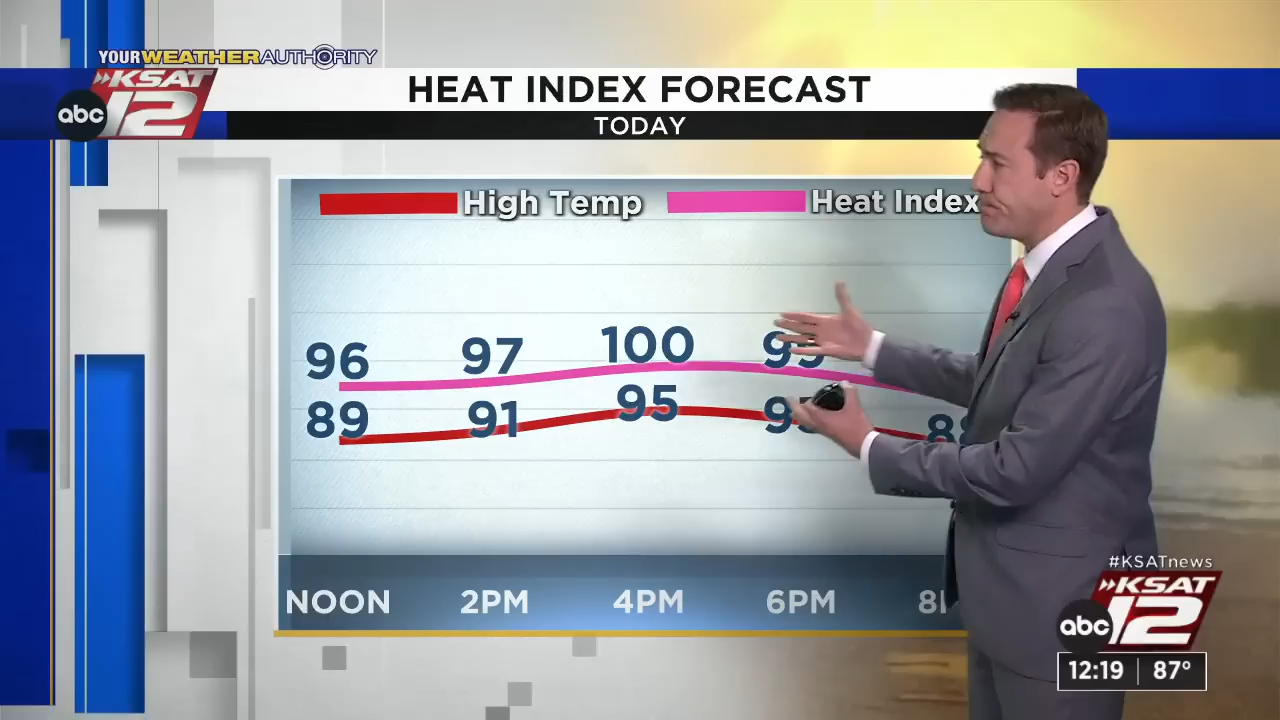 YOURWEATHERAUTHORITY
KSAT
abc 12
HEAT INDEX FORECAST
TODAY
High Temp Heat Index
96 97 100
89 91 95
NOON 2PM 4PM 6PM
#KSATnews
KSAT
abc 12
12:19 87°